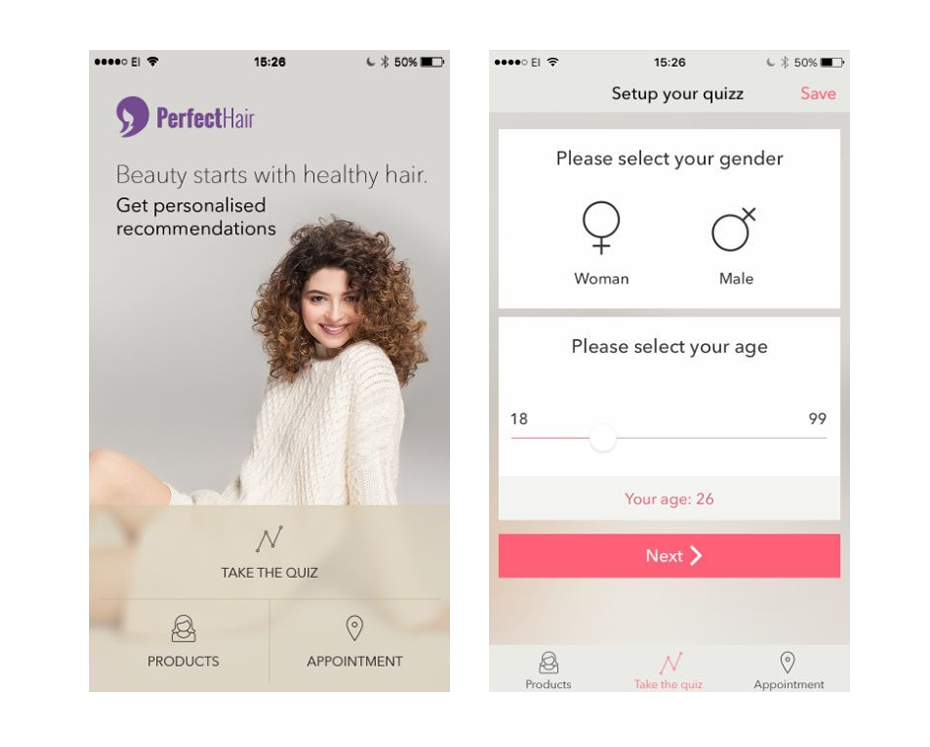 EI 15:26 50%
PerfectHair
Beauty starts with healthy hair.
Get personalised
recommendations
TAKE THE QUIZ
PRODUCTS APPOINTMENT
EI 15:26 50%
Setup your quizz Save
Please select your gender
Woman Male
Please select your age
18 99
Your age: 26
Next
Products Take the quiz Appointment